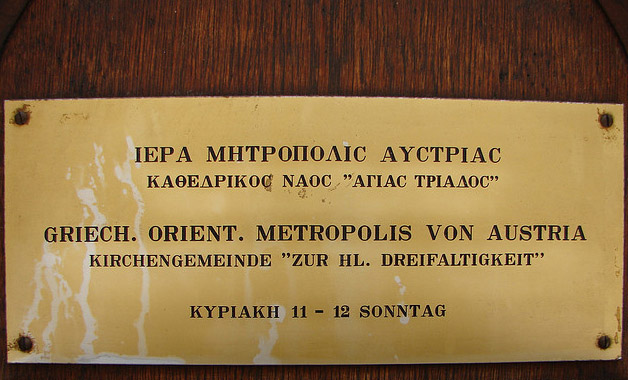 ΙΕΡΑ ΜΗΤΡΟΠΟΛΙϹ ΑΥϹΤΡΙΑϹ
ΚΑΘΕΔΡΙΚΟϹ ΝΑΟϹ "ΑΓΙΑϹ ΤΡΙΑΔΟϹ"
GRIECH. ORIENT. METROPOLIS VON AUSTRIA
KIRCHENGEMEINDE "ZUR HL. DREIFALTIGKEIT"
ΚΥΡΙΑΚΗ 11 - 12 SONNTAG